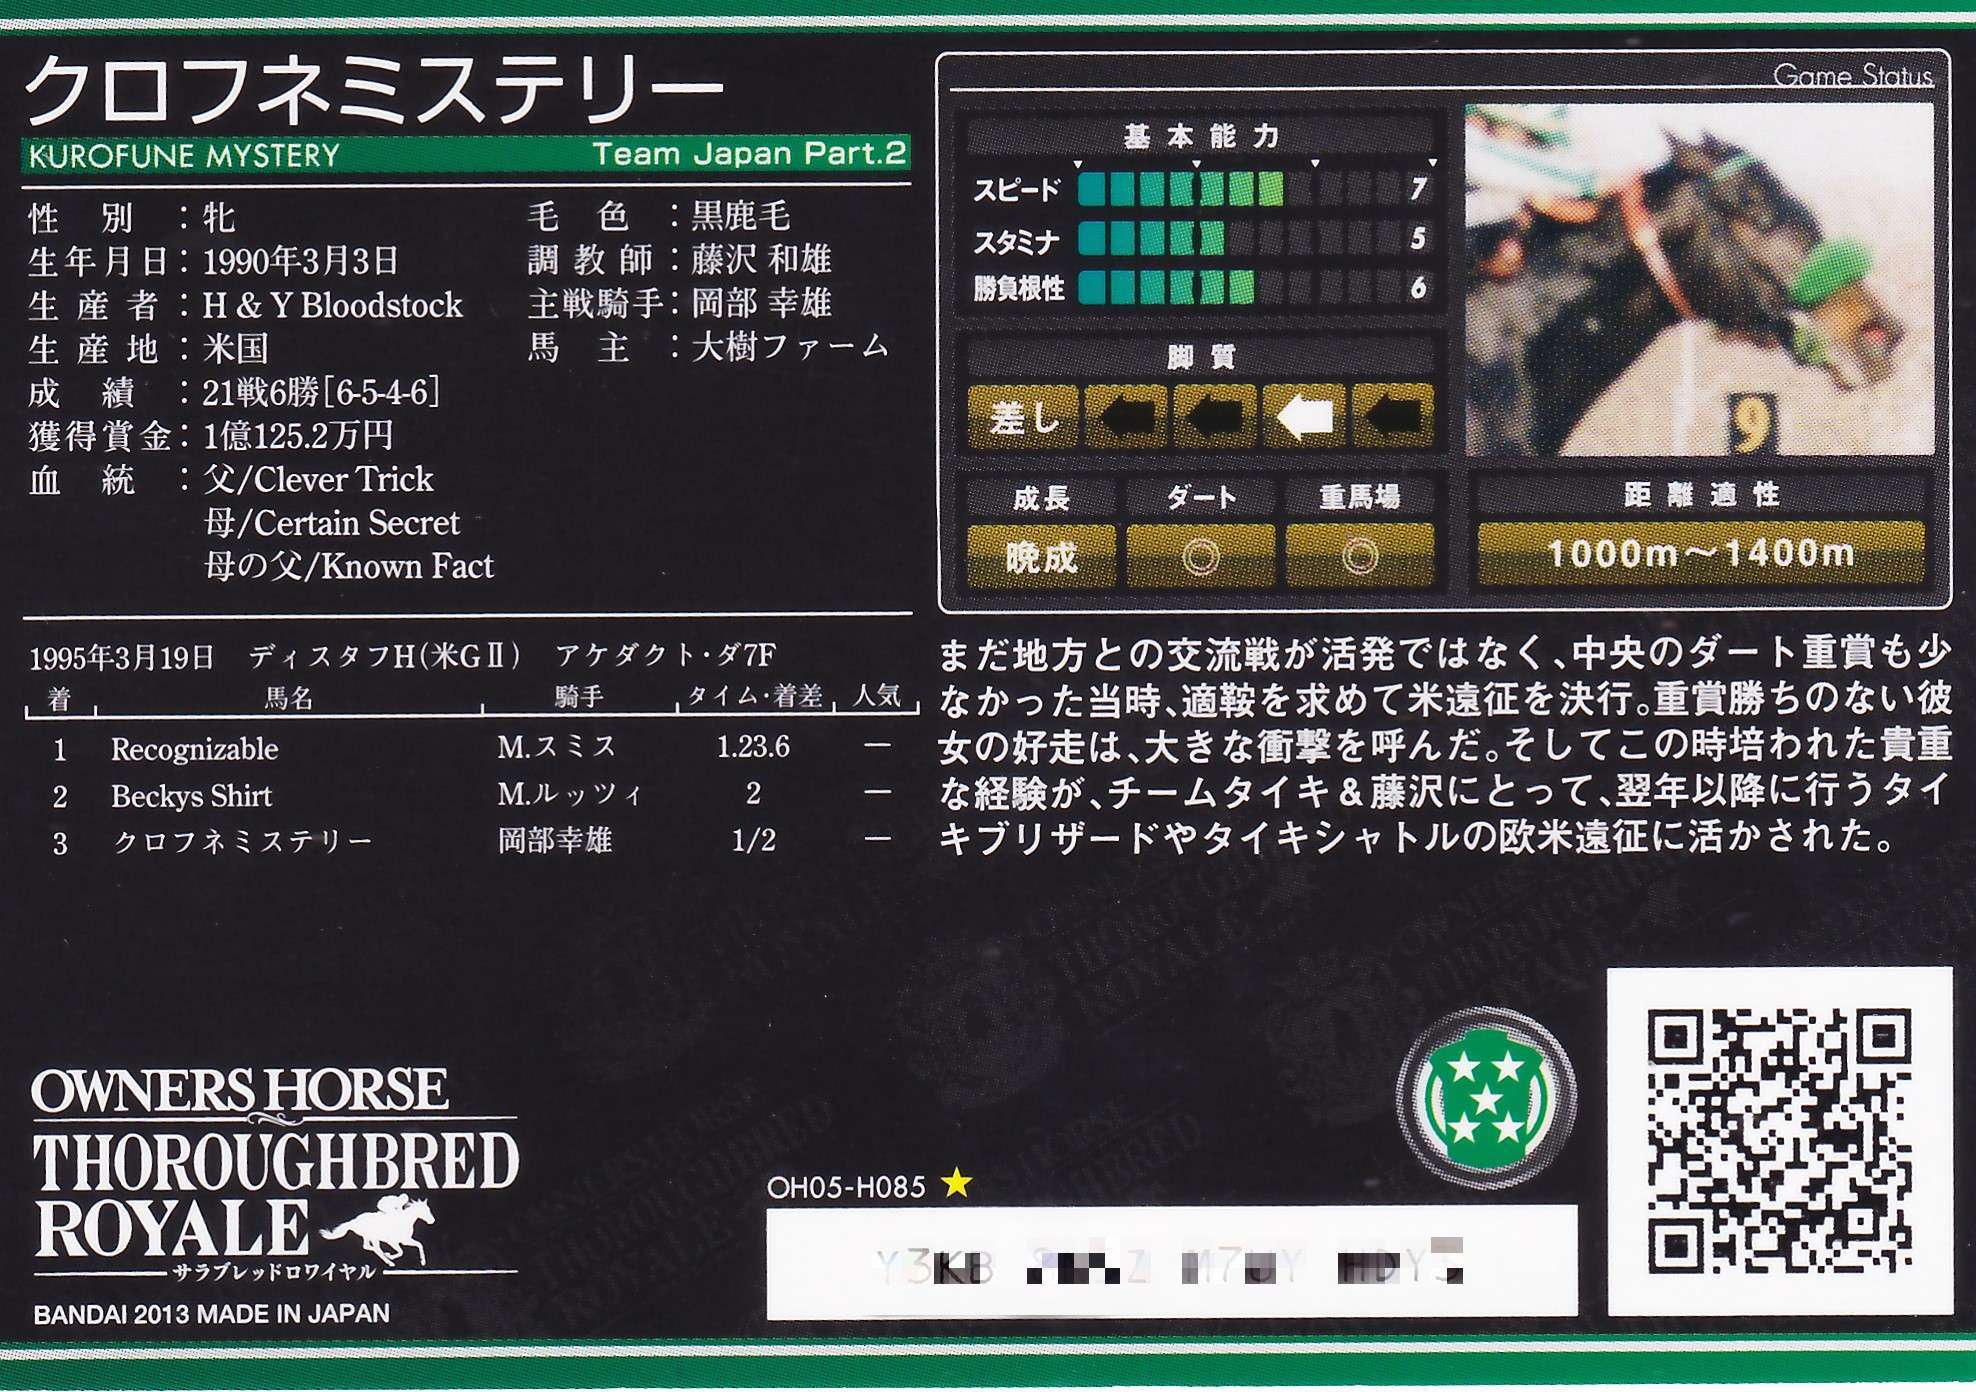 クロフネミステリー
KUROFUNE MYSTERY Team Japan Part.2
性別：牝 毛色：黒鹿毛
生年月日：1990年3月3日 調教師：藤沢 和雄
生産者：H & Y Bloodstock 主戦騎手：岡部 幸雄
生産地：米国 馬主：大樹ファーム
成績：21戦6勝[6-5-4-6]
獲得賞金：1億125.2万円
血統：父/Clever Trick
母/Certain Secret
母の父/Known Fact
1995年3月19日 ディスタフH(米GⅡ) アケダクト・ダ7F
着 馬名 騎手 タイム・着差 人気
1 Recognizable M.スミス 1.23.6 ―
2 Beckys Shirt M.ルッツィ 2 ―
3 クロフネミステリー 岡部幸雄 1/2 ―
Game Status
基本能力
スピード 7
スタミナ 5
勝負根性 6
脚質
差し
成長 ダート 重馬場 距離適性
晩成 ◎ ◎ 1000m～1400m
まだ地方との交流戦が活発ではなく、中央のダート重賞も少
なかった当時、適鞍を求めて米遠征を決行。重賞勝ちのない彼
女の好走は、大きな衝撃を呼んだ。そしてこの時培われた貴重
な経験が、チームタイキ＆藤沢にとって、翌年以降に行うタイ
キブリザードやタイキシャトルの欧米遠征に活かされた。
9
OWNERS HORSE
THOROUGHBRED
ROYALE
サラブレッドロワイヤル
BANDAI 2013 MADE IN JAPAN
OH05-H085 ★